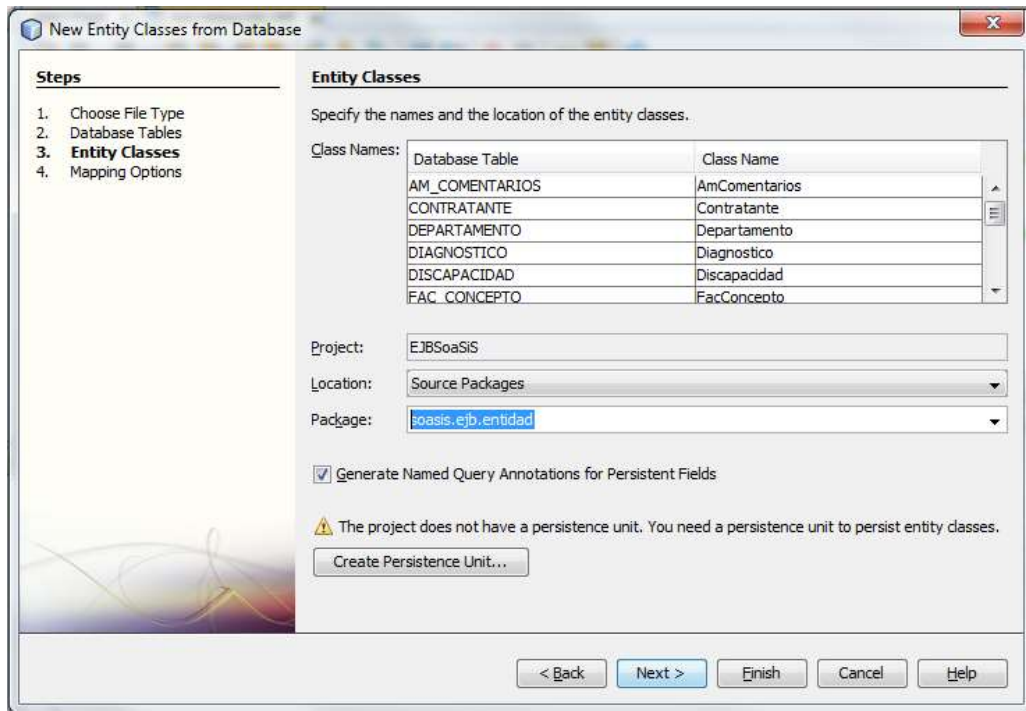 New Entity Classes from Database
Steps
1. Choose File Type
2. Database Tables
3. Entity Classes
4. Mapping Options
Entity Classes
Specify the names and the location of the entity classes.
Class Names:
Database Table Class Name
AM_COMENTARIOS AmComentarios
CONTRATANTE Contratante
DEPARTAMENTO Departamento
DIAGNOSTICO Diagnostico
DISCAPACIDAD Discapacidad
FAC_CONCEPTO FacConcepto
Project: EJBSoaSiS
Location: Source Packages
Package: soasis.ejb.entidad
Generate Named Query Annotations for Persistent Fields
The project does not have a persistence unit. You need a persistence unit to persist entity classes.
Create Persistence Unit...
< Back Next > Finish Cancel Help